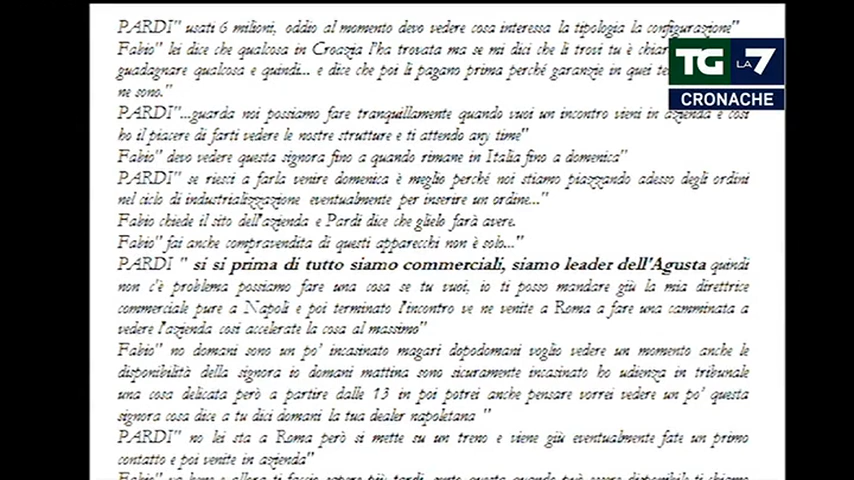 PARDI" usati 6 milioni, oddio al momento devo vedere cosa interessa la tipologia la configurazione"
Fabio" lei dice che qualcosa in Croazia l'ha trovata ma se mi dici che li trovi tu è chiar
guadagnare qualcosa e quindi... e dice che poi li pagano prima perché garanzie in quei te
ne sono."
PARDI"...guarda noi possiamo fare tranquillamente quando vuoi un incontro vieni in azienda e così
ho il piacere di farti vedere le nostre strutture e ti attendo any time"
Fabio" devo vedere questa signora fino a quando rimane in Italia fino a domenica"
PARDI" se riesci a farla venire domenica è meglio perché noi stiamo piazzando adesso degli ordini
nel ciclo di industrializzazione eventualmente per inserire un ordine..."
Fabio chiede il sito dell'azienda e Pardi dice che glielo farà avere.
Fabio" fai anche compravendita di questi apparecchi non è solo..."
PARDI " si si prima di tutto siamo commerciali, siamo leader dell'Agusta quindi
non c'è problema possiamo fare una cosa se tu vuoi, io ti posso mandare giù la mia direttrice
commerciale pure a Napoli e poi terminato l'incontro ve ne venite a Roma a fare una camminata a
vedere l'azienda così accelerate la cosa al massimo"
Fabio" no domani sono un po' incasinato magari dopodomani voglio vedere un momento anche le
disponibilità della signora io domani mattina sono sicuramente incasinato ho udienza in tribunale
una cosa delicata però a partire dalle 13 in poi potrei anche pensare vorrei vedere un po' questa
signora cosa dice a tu dici domani la tua dealer napoletana "
PARDI" no lei sta a Roma però si mette su un treno e viene giù eventualmente fate un primo
contatto e poi venite in azienda"
TG LA7
CRONACHE